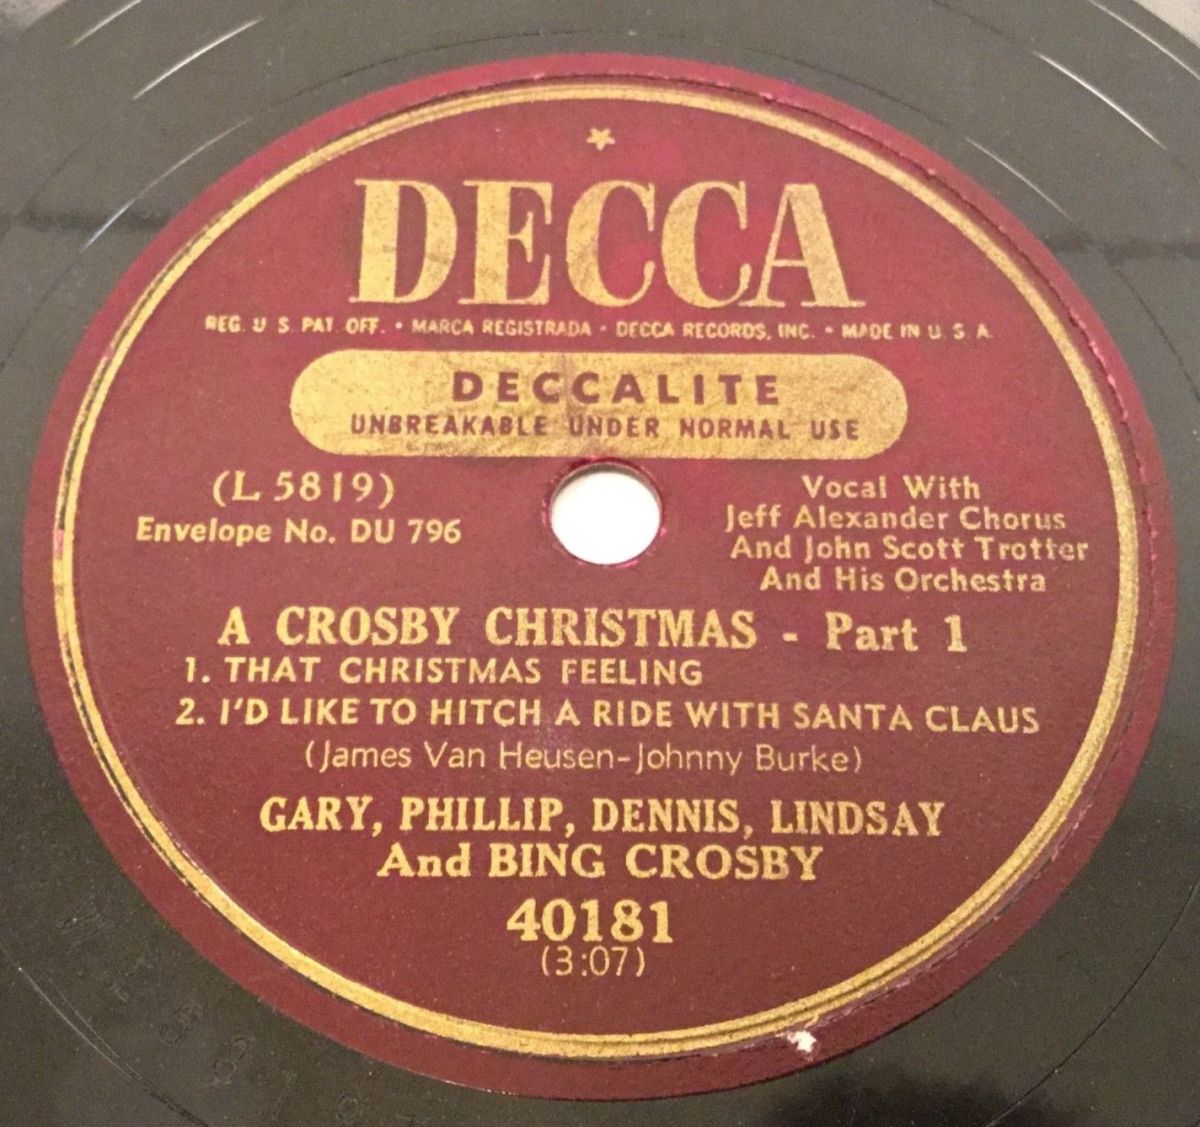 DECCA
REG. U S. PAT. OFF. • MARCA REGISTRADA • DECCA RECORDS, INC. • MADE IN U. S. A.
DECCALITE
UNBREAKABLE UNDER NORMAL USE
(L 5819)
Envelope No. DU 796
Vocal With
Jeff Alexander Chorus
And John Scott Trotter
And His Orchestra
A CROSBY CHRISTMAS - Part 1
1. THAT CHRISTMAS FEELING
2. I'D LIKE TO HITCH A RIDE WITH SANTA CLAUS
(James Van Heusen-Johnny Burke)
GARY, PHILLIP, DENNIS, LINDSAY
And BING CROSBY
40181
(3:07)